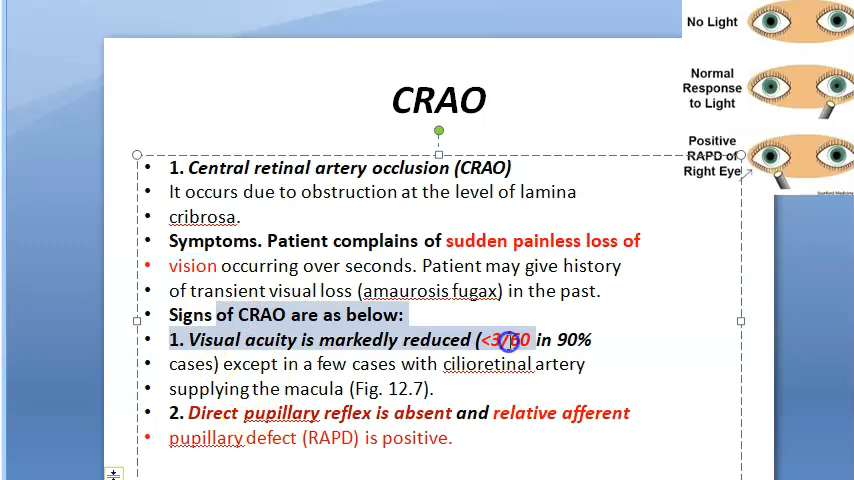 CRAO
1. Central retinal artery occlusion (CRAO)
It occurs due to obstruction at the level of lamina
cribrosa.
Symptoms. Patient complains of sudden painless loss of
vision occurring over seconds. Patient may give history
of transient visual loss (amaurosis fugax) in the past.
Signs of CRAO are as below:
1. Visual acuity is markedly reduced (<3/60 in 90%
cases) except in a few cases with cilioretinal artery
supplying the macula (Fig. 12.7).
2. Direct pupillary reflex is absent and relative afferent
pupillary defect (RAPD) is positive.
No Light
Normal
Response
to Light
Positive
RAPD of
Right Eye
Stanford Medicine